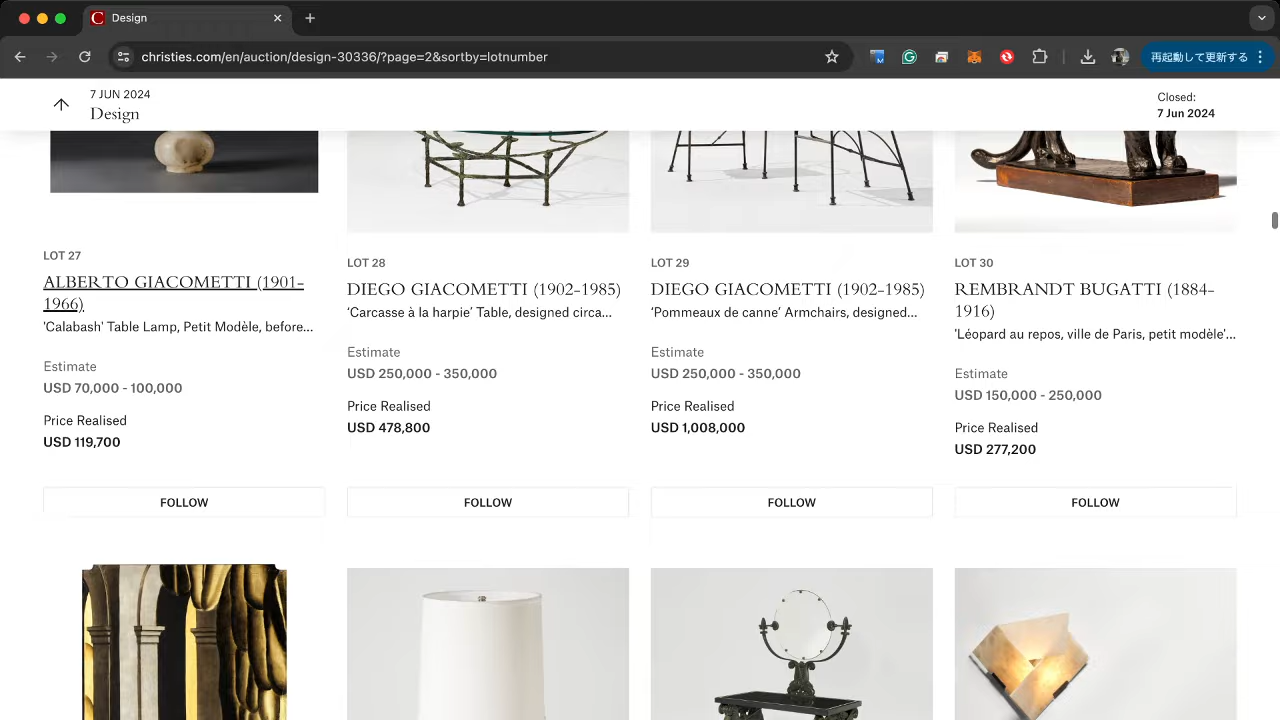 Design
christies.com/en/auction/design-30336/?page=2&sortby=lotnumber
再起動して更新する
7 JUN 2024
Design
Closed:
7 Jun 2024
LOT 27
ALBERTO GIACOMETTI (1901-
1966)
'Calabash' Table Lamp, Petit Modèle, before...
Estimate
USD 70,000 - 100,000
Price Realised
USD 119,700
FOLLOW
LOT 28
DIEGO GIACOMETTI (1902-1985)
‘Carcasse à la harpie’ Table, designed circa...
Estimate
USD 250,000 - 350,000
Price Realised
USD 478,800
FOLLOW
LOT 29
DIEGO GIACOMETTI (1902-1985)
‘Pommeaux de canne’ Armchairs, designed...
Estimate
USD 250,000 - 350,000
Price Realised
USD 1,008,000
FOLLOW
LOT 30
REMBRANDT BUGATTI (1884-
1916)
'Léopard au repos, ville de Paris, petit modèle'...
Estimate
USD 150,000 - 250,000
Price Realised
USD 277,200
FOLLOW